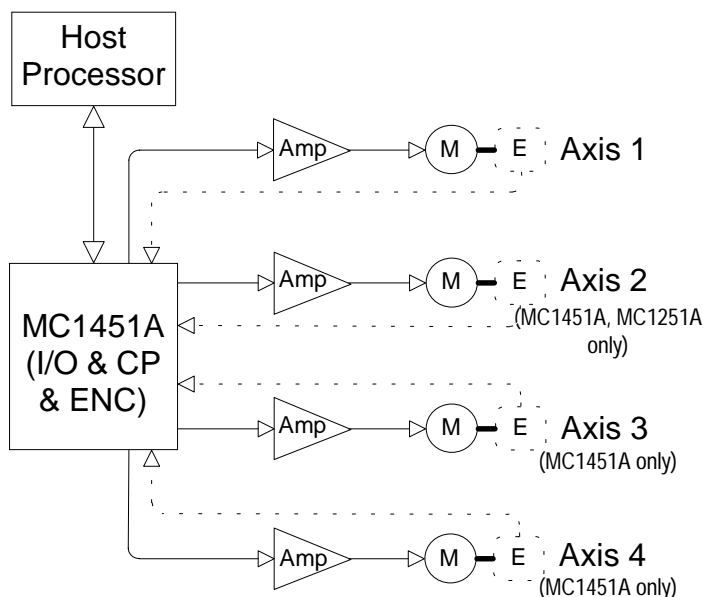 Host
Processor
Amp
M
E
Axis 1
Amp
M
E
Axis 2
(MC1451A, MC1251A
only)
MC1451A
(I/O & CP
& ENC)
Amp
M
E
Axis 3
(MC1451A only)
Amp
M
E
Axis 4
(MC1451A only)